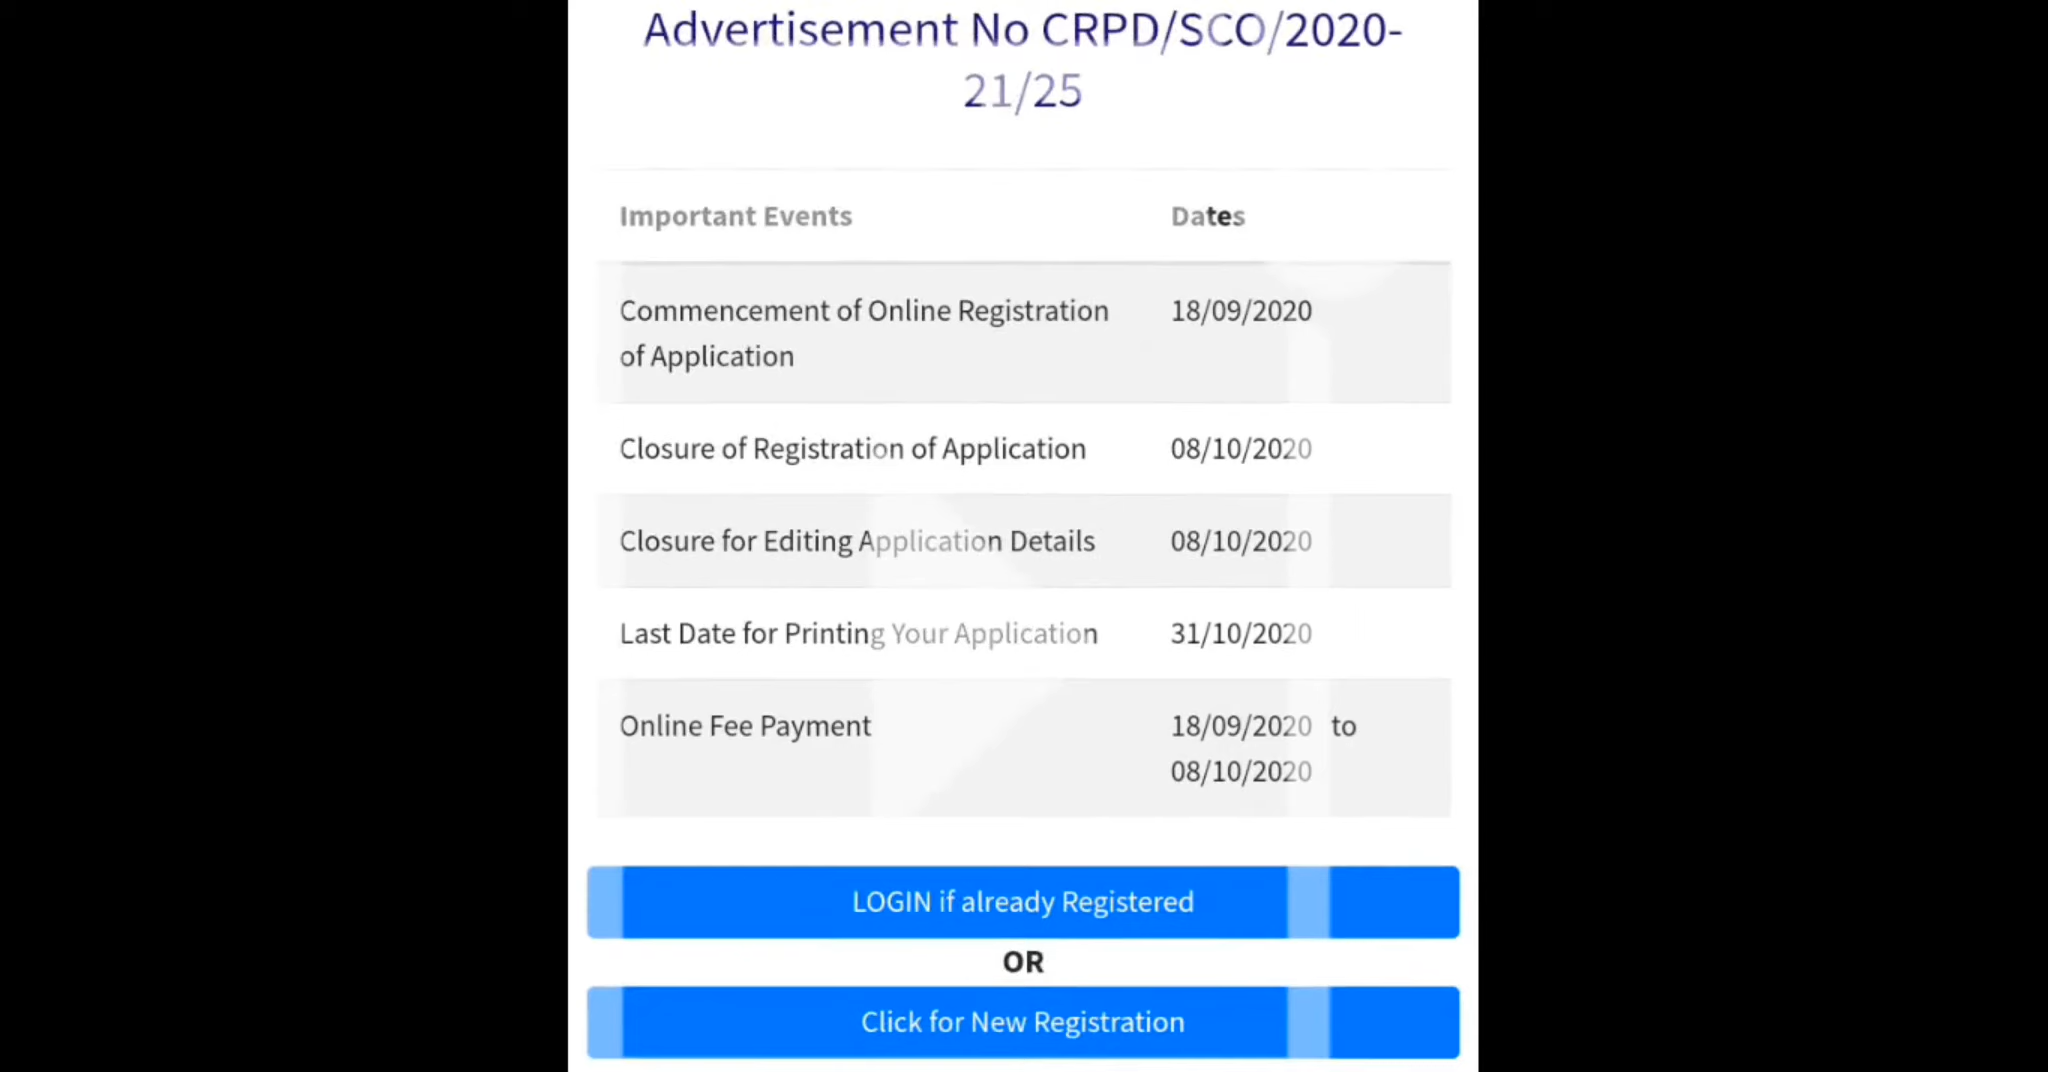 Advertisement No CRPD/SCO/2020-
21/25
Important Events Dates
Commencement of Online Registration 18/09/2020
of Application
Closure of Registration of Application 08/10/2020
Closure for Editing Application Details 08/10/2020
Last Date for Printing Your Application 31/10/2020
Online Fee Payment 18/09/2020 to
08/10/2020
LOGIN if already Registered
OR
Click for New Registration